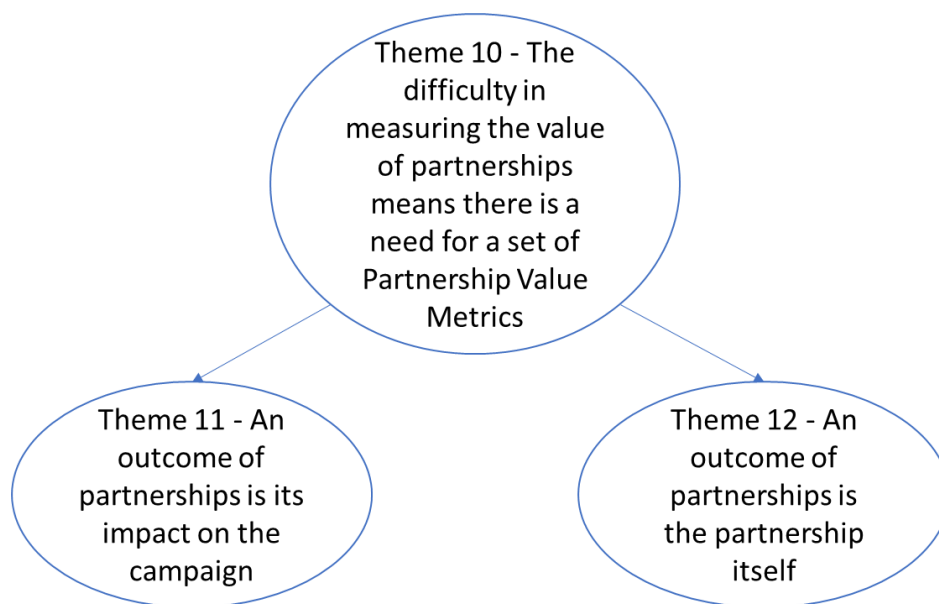 Theme 10 - The
difficulty in
measuring the value
of partnerships
means there is a
need for a set of
Partnership Value
Metrics
Theme 11 - An
outcome of
partnerships is its
impact on the
campaign
Theme 12 - An
outcome of
partnerships is
the partnership
itself